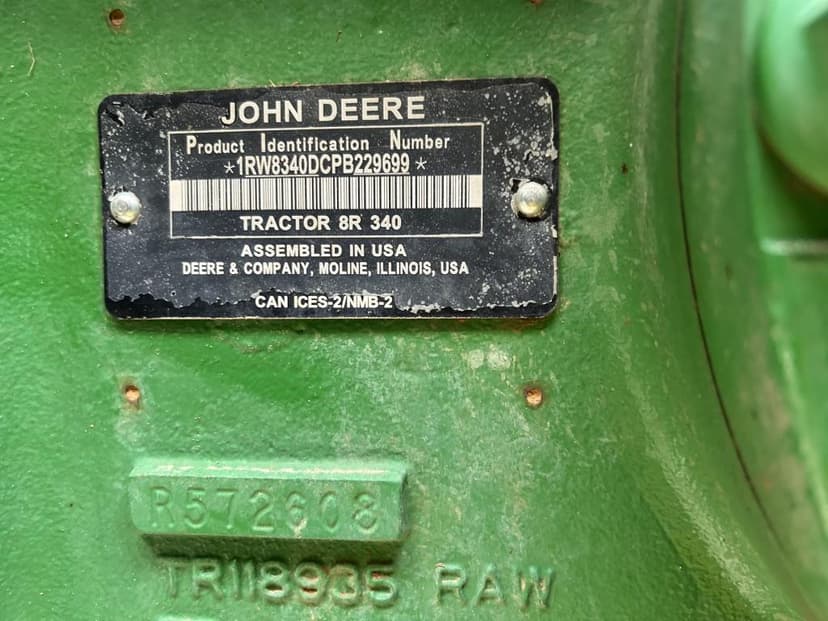 JOHN DEERE
Product Identification Number
*1RW8340DCPB229699*
TRACTOR 8R 340
ASSEMBLED IN USA
DEERE & COMPANY, MOLINE, ILLINOIS, USA
CAN ICES-2/NMB-2
R572608
TR118935 RAW